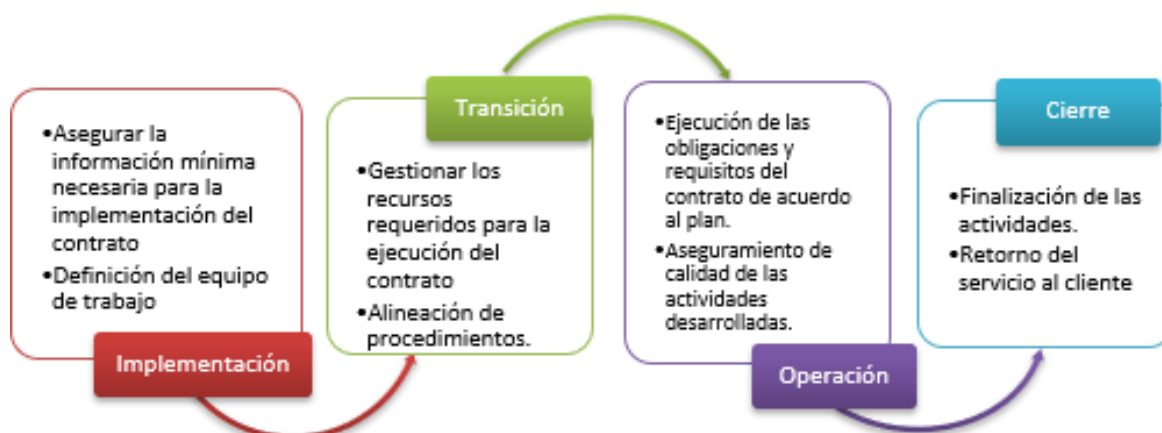 •Asegurar la
información mínima
necesaria para la
implementación del
contrato
•Definición del equipo
de trabajo
Implementación
Transición
•Gestionar los
recursos
requeridos para la
ejecución del
contrato
•Alineación de
procedimientos.
•Ejecución de las
obligaciones y
requisitos del
contrato de acuerdo
al plan.
•Aseguramiento de
calidad de las
actividades
desarrolladas.
Operación
Cierre
•Finalización de las
actividades.
•Retorno del
servicio al cliente